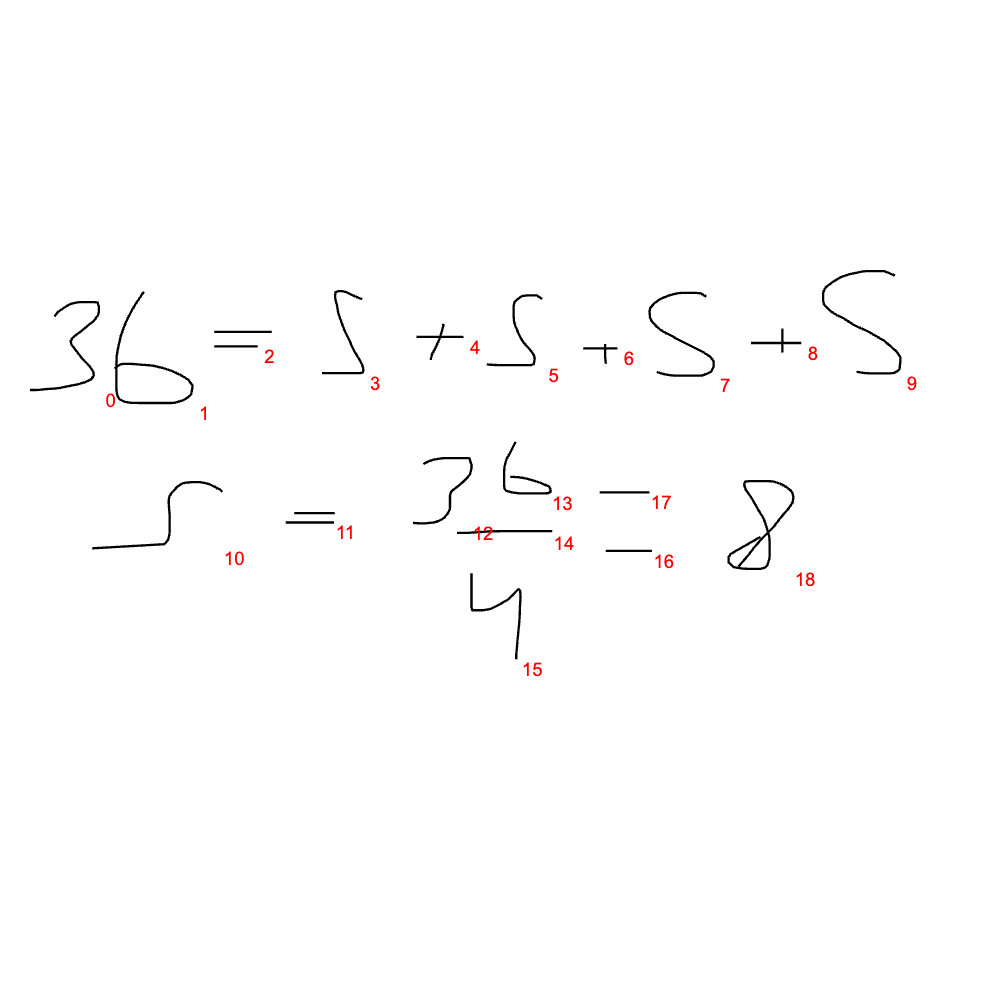 36 = S + S + S + S
S = 36/4 = 8